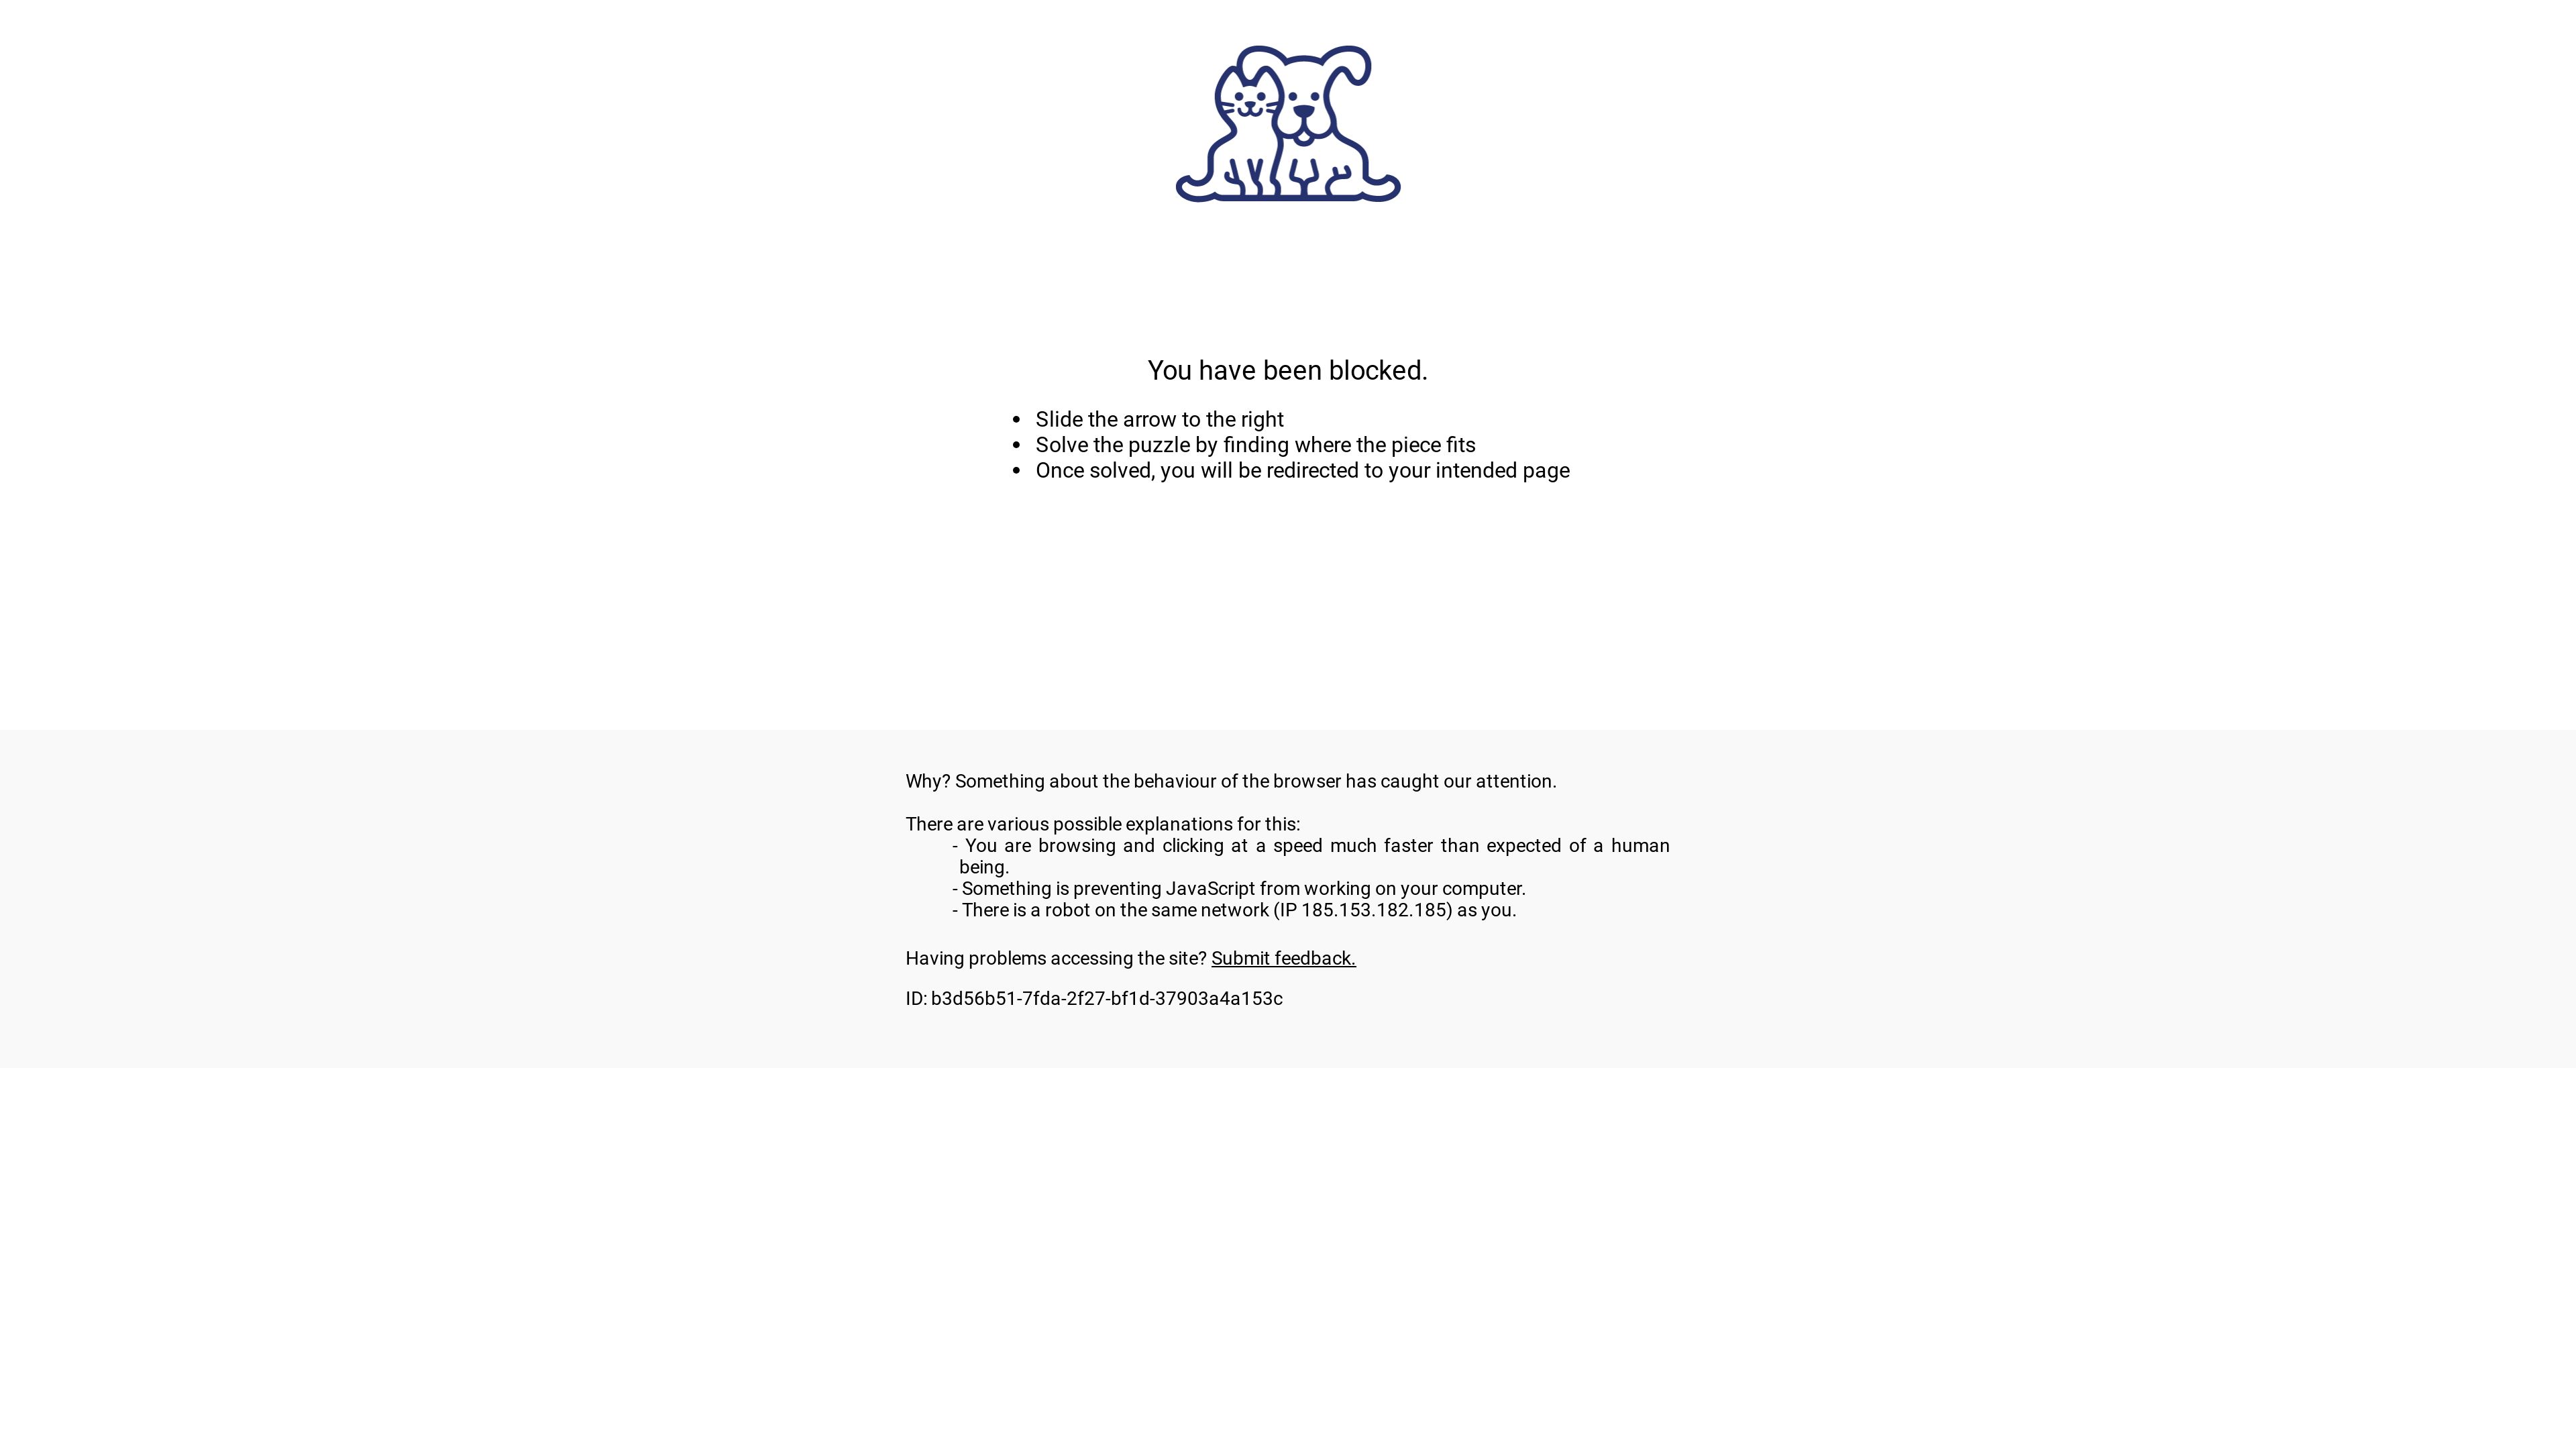 You have been blocked.
• Slide the arrow to the right
• Solve the puzzle by finding where the piece fits
• Once solved, you will be redirected to your intended page
Why? Something about the behaviour of the browser has caught our attention.
There are various possible explanations for this:
- You are browsing and clicking at a speed much faster than expected of a human
being.
- Something is preventing JavaScript from working on your computer.
- There is a robot on the same network (IP 185.153.182.185) as you.
Having problems accessing the site? Submit feedback.
ID: b3d56b51-7fda-2f27-bf1d-37903a4a153c